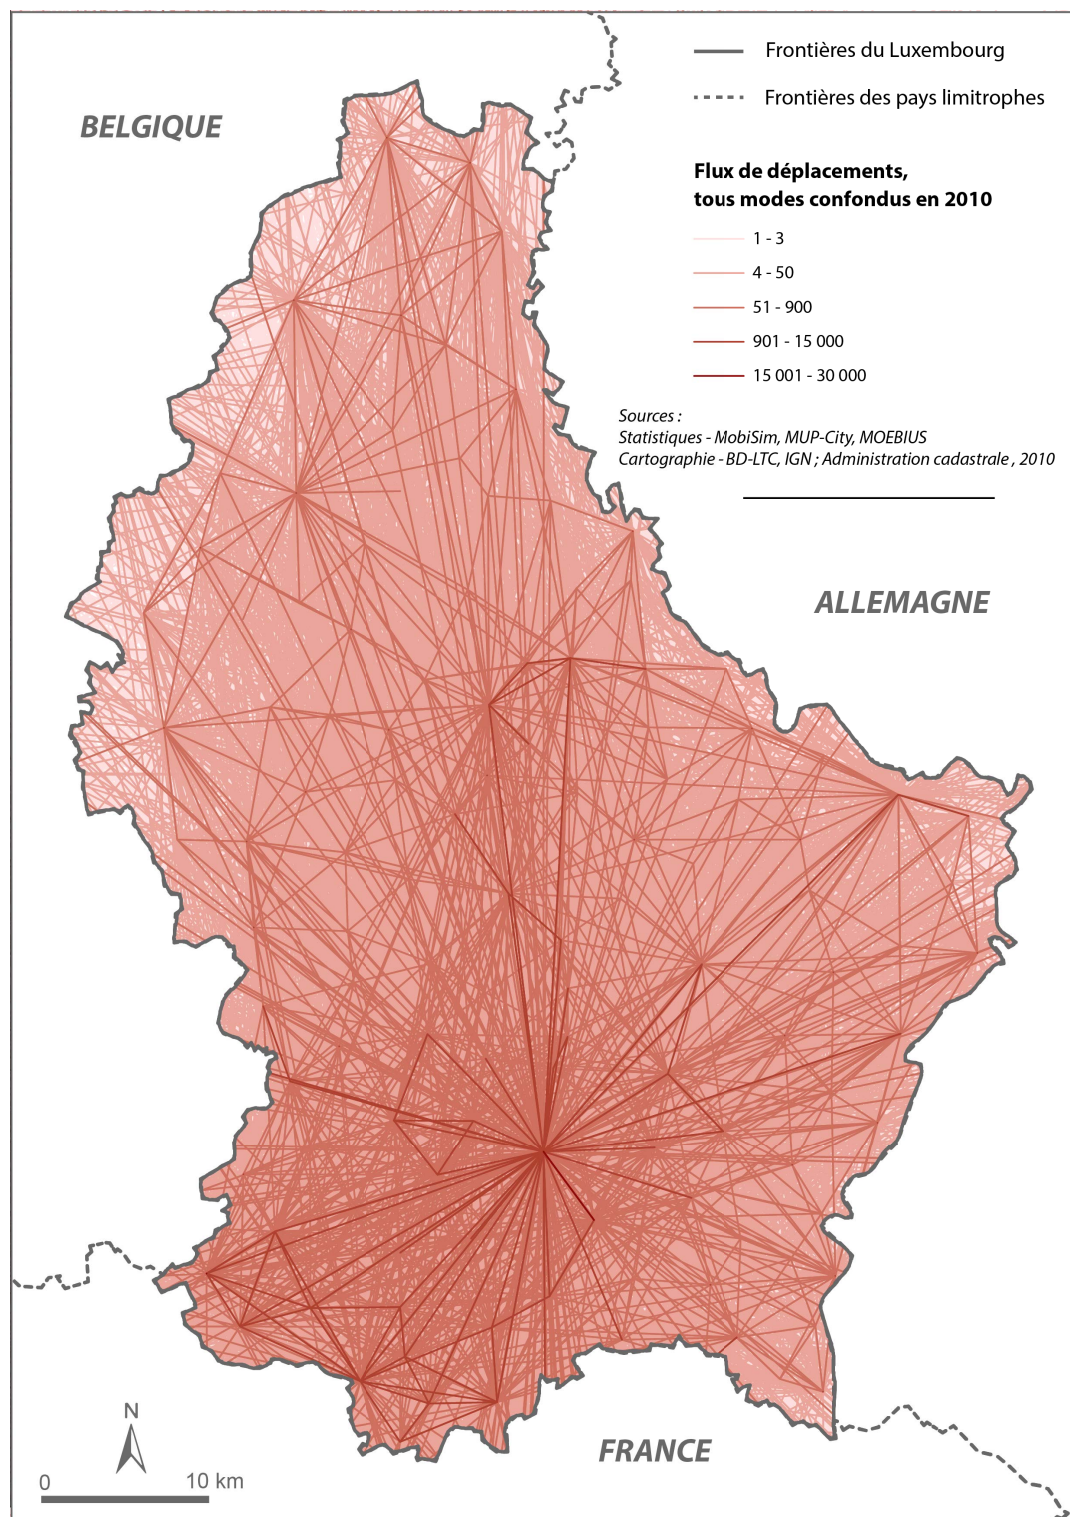 Frontières du Luxembourg
Frontières des pays limitrophes
BELGIQUE
Flux de déplacements,
tous modes confondus en 2010
1 - 3
4 - 50
51 - 900
901 - 15 000
15 001 - 30 000
Sources :
Statistiques - MobiSim, MUP-City, MOEBIUS
Cartographie - BD-LTC, IGN ; Administration cadastrale , 2010
ALLEMAGNE
N
FRANCE
0 10 km